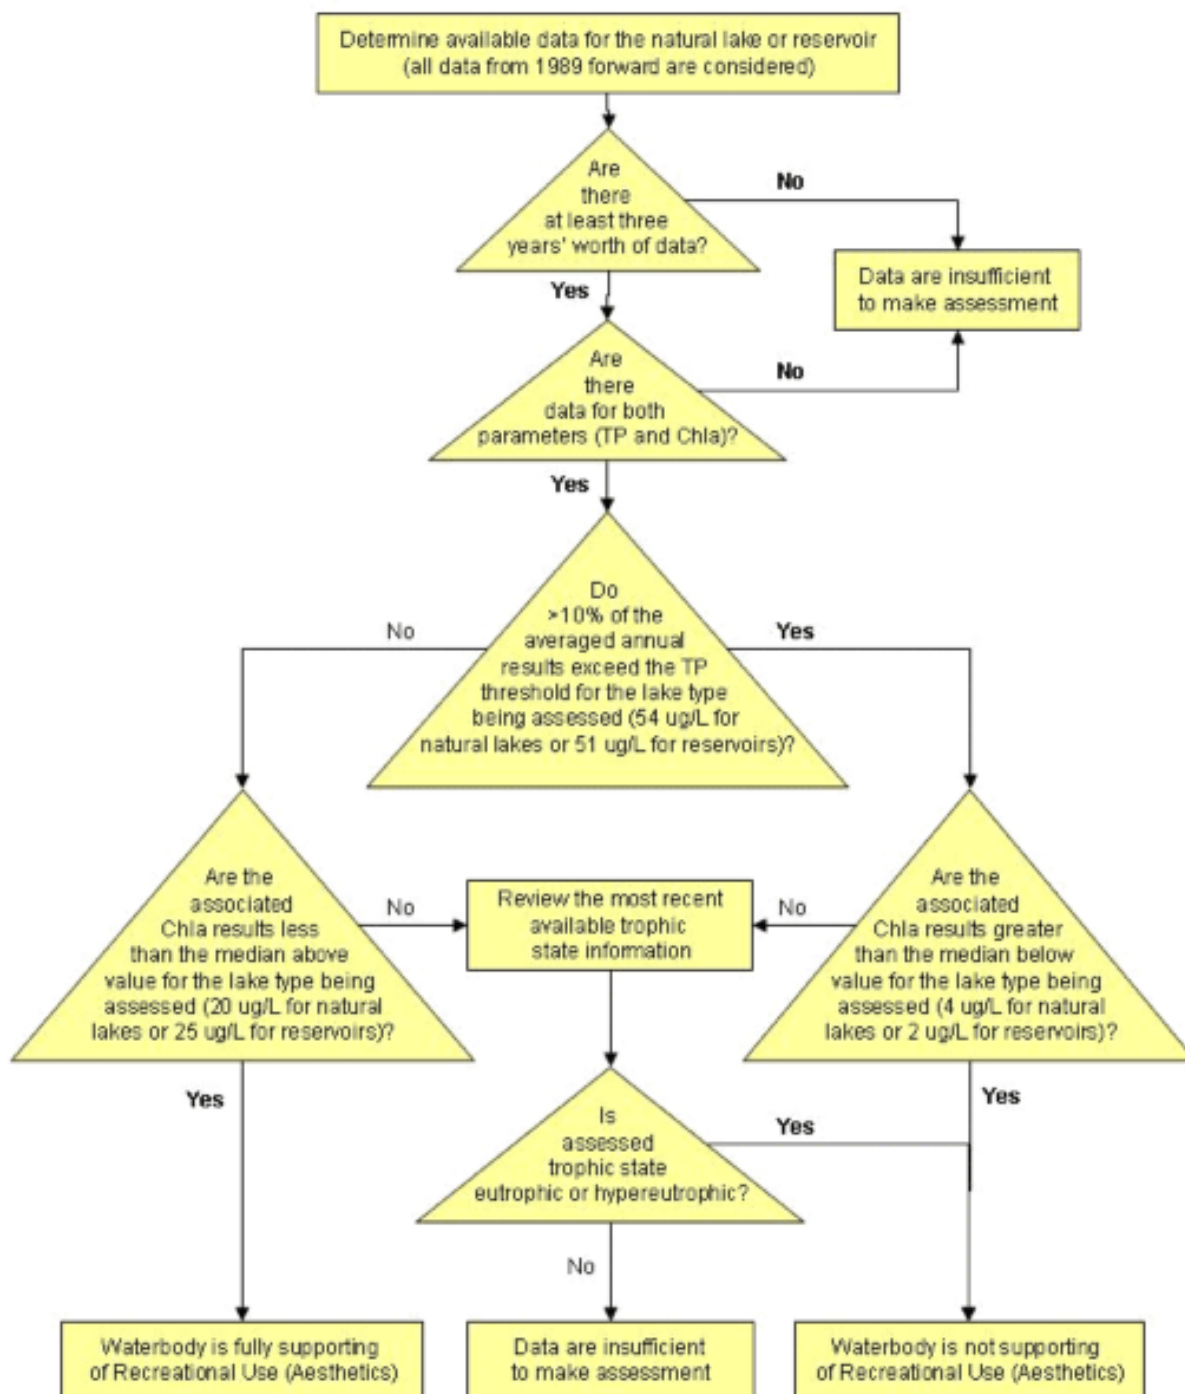 Determine available data for the natural lake or reservoir
(all data from 1989 forward are considered)
Are
there
at least three
years' worth of data?
No
Data are insufficient
to make assessment
Yes
Are
there
data for both
parameters (TP and Chla)?
No
Yes
Do
>10% of the
averaged annual
results exceed the TP
threshold for the lake type
being assessed (54 ug/L for
natural lakes or 51 ug/L for reservoirs)?
No
Yes
Are the
associated
Chla results less
than the median above
value for the lake type being
assessed (20 ug/L for natural
lakes or 25 ug/L for reservoirs)?
No
Review the most recent
available trophic
state information
No
Are the
associated
Chla results greater
than the median below
value for the lake type being
assessed (4 ug/L for natural
lakes or 2 ug/L for reservoirs)?
Yes
Is
assessed
trophic state
eutrophic or hypereutrophic?
Yes
Yes
No
Waterbody is fully supporting
of Recreational Use (Aesthetics)
Data are insufficient
to make assessment
Waterbody is not supporting
of Recreational Use (Aesthetics)